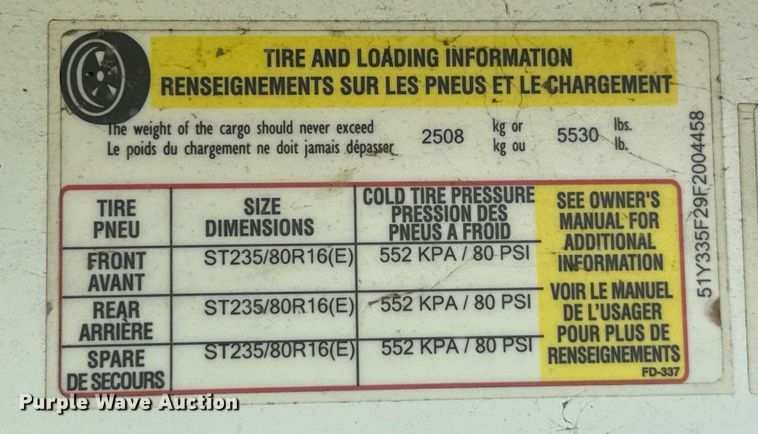 TIRE AND LOADING INFORMATION
RENSEIGNEMENTS SUR LES PNEUS ET LE CHARGEMENT
The weight of the cargo should never exceed 2508 kg or 5530 lbs.
Le poids du chargement ne doit jamais dépasser kg ou lb.
TIRE PNEU
SIZE DIMENSIONS
COLD TIRE PRESSURE
PRESSION DES
PNEUS A FROID
FRONT
AVANT
ST235/80R16(E) 552 KPA / 80 PSI
REAR
ARRIÈRE
ST235/80R16(E) 552 KPA / 80 PSI
SPARE
DE SECOURS
ST235/80R16(E) 552 KPA / 80 PSI
SEE OWNER'S
MANUAL FOR
ADDITIONAL
INFORMATION
VOIR LE MANUEL
DE L'USAGER
POUR PLUS DE
RENSEIGNEMENTS
FD-337
51Y335F29F2004458
Purple Wave Auction